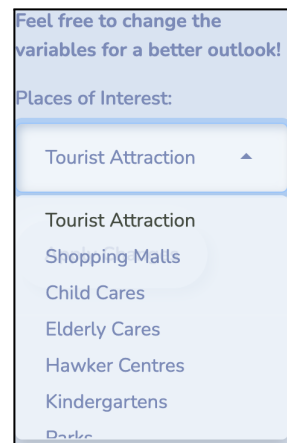 Feel free to change the
variables for a better outlook!
Places of Interest:
Tourist Attraction
Tourist Attraction
Shopping Malls
Child Cares
Elderly Cares
Hawker Centres
Kindergartens
Parks